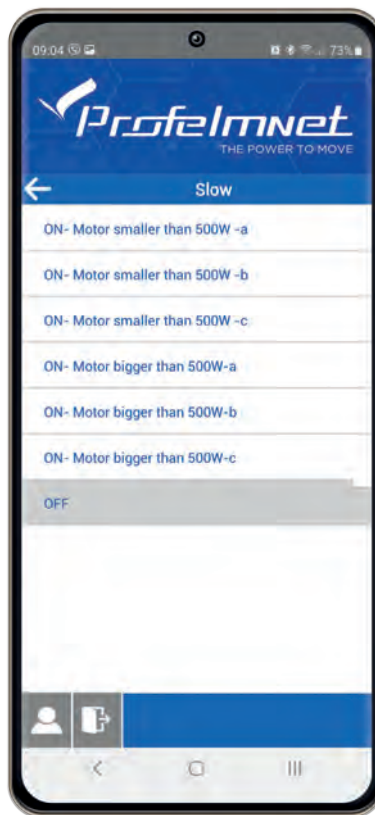 09:04
73%
Profelmnet
THE POWER TO MOVE
Slow
ON- Motor smaller than 500W -a
ON- Motor smaller than 500W -b
ON- Motor smaller than 500W -c
ON- Motor bigger than 500W-a
ON- Motor bigger than 500W-b
ON- Motor bigger than 500W-c
OFF